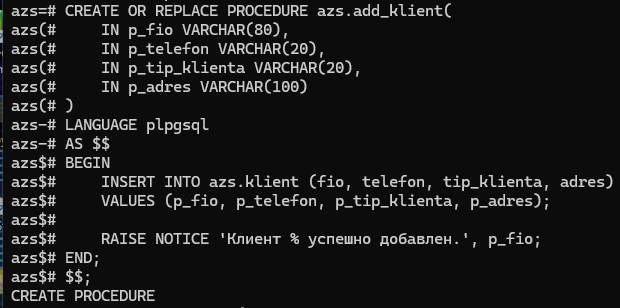 azs=# CREATE OR REPLACE PROCEDURE azs.add_klient(
azs(#     IN p_fio VARCHAR(80),
azs(#     IN p_telefon VARCHAR(20),
azs(#     IN p_tip_klienta VARCHAR(20),
azs(#     IN p_adres VARCHAR(100)
azs(# )
azs-# LANGUAGE plpgsql
azs-# AS $$
azs$# BEGIN
azs$#     INSERT INTO azs.klient (fio, telefon, tip_klienta, adres)
azs$#     VALUES (p_fio, p_telefon, p_tip_klienta, p_adres);
azs$#
azs$#     RAISE NOTICE 'Клиент % успешно добавлен.', p_fio;
azs$# END;
azs$# $$;
CREATE PROCEDURE